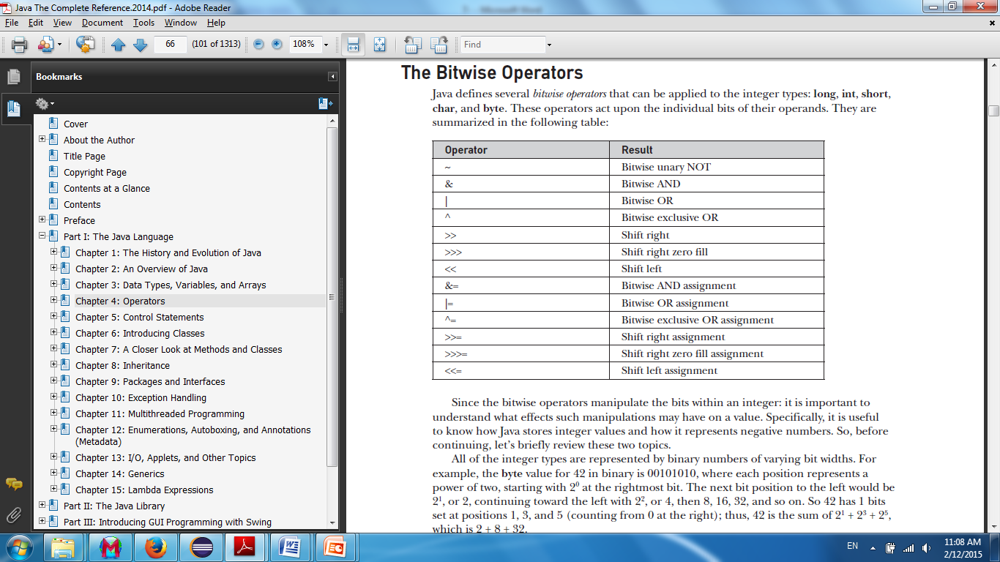 Java The Complete Reference.2014.pdf - Adobe Reader
File Edit View Document Tools Window Help
66 (101 of 1313) 108% Find
Bookmarks
Cover
About the Author
Title Page
Copyright Page
Contents at a Glance
Contents
Preface
Part I: The Java Language
Chapter 1: The History and Evolution of Java
Chapter 2: An Overview of Java
Chapter 3: Data Types, Variables, and Arrays
Chapter 4: Operators
Chapter 5: Control Statements
Chapter 6: Introducing Classes
Chapter 7: A Closer Look at Methods and Classes
Chapter 8: Inheritance
Chapter 9: Packages and Interfaces
Chapter 10: Exception Handling
Chapter 11: Multithreaded Programming
Chapter 12: Enumerations, Autoboxing, and Annotations
(Metadata)
Chapter 13: I/O, Applets, and Other Topics
Chapter 14: Generics
Chapter 15: Lambda Expressions
Part II: The Java Library
Part III: Introducing GUI Programming with Swing
The Bitwise Operators
Java defines several bitwise operators that can be applied to the integer types: long, int, short,
char, and byte. These operators act upon the individual bits of their operands. They are
summarized in the following table:
Operator Result
~ Bitwise unary NOT
& Bitwise AND
| Bitwise OR
^ Bitwise exclusive OR
>> Shift right
>>> Shift right zero fill
<< Shift left
&= Bitwise AND assignment
|= Bitwise OR assignment
^= Bitwise exclusive OR assignment
>>= Shift right assignment
>>>= Shift right zero fill assignment
<<= Shift left assignment
Since the bitwise operators manipulate the bits within an integer: it is important to
understand what effects such manipulations may have on a value. Specifically, it is useful
to know how Java stores integer values and how it represents negative numbers. So, before
continuing, let's briefly review these two topics.
All of the integer types are represented by binary numbers of varying bit widths. For
example, the byte value for 42 in binary is 00101010, where each position represents a
power of two, starting with 2⁰ at the rightmost bit. The next bit position to the left would be
2¹, or 2, continuing toward the left with 2², or 4, then 8, 16, 32, and so on. So 42 has 1 bits
set at positions 1, 3, and 5 (counting from 0 at the right); thus, 42 is the sum of 2¹ + 2³ + 2⁵,
which is 2 + 8 + 32.
EN 11:08 AM
2/12/2015